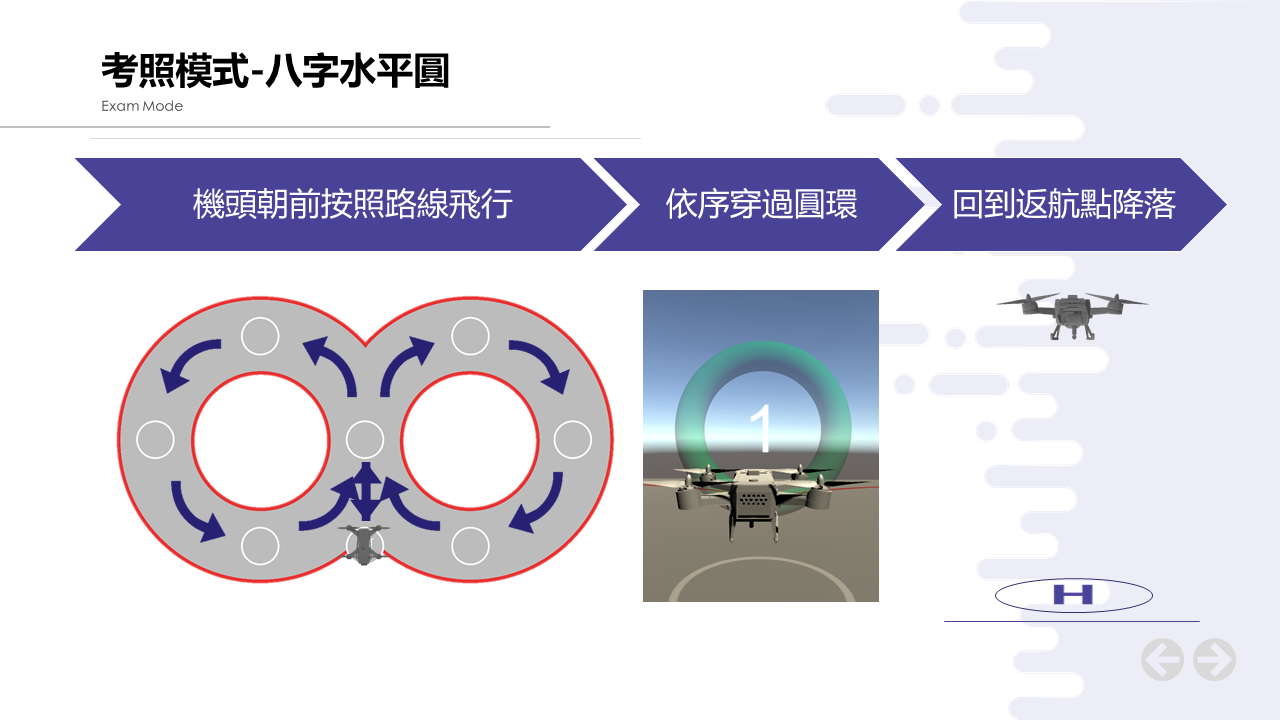 考照模式-八字水平圓
Exam Mode
機頭朝前按照路線飛行
依序穿過圓環
回到返航點降落
1
H